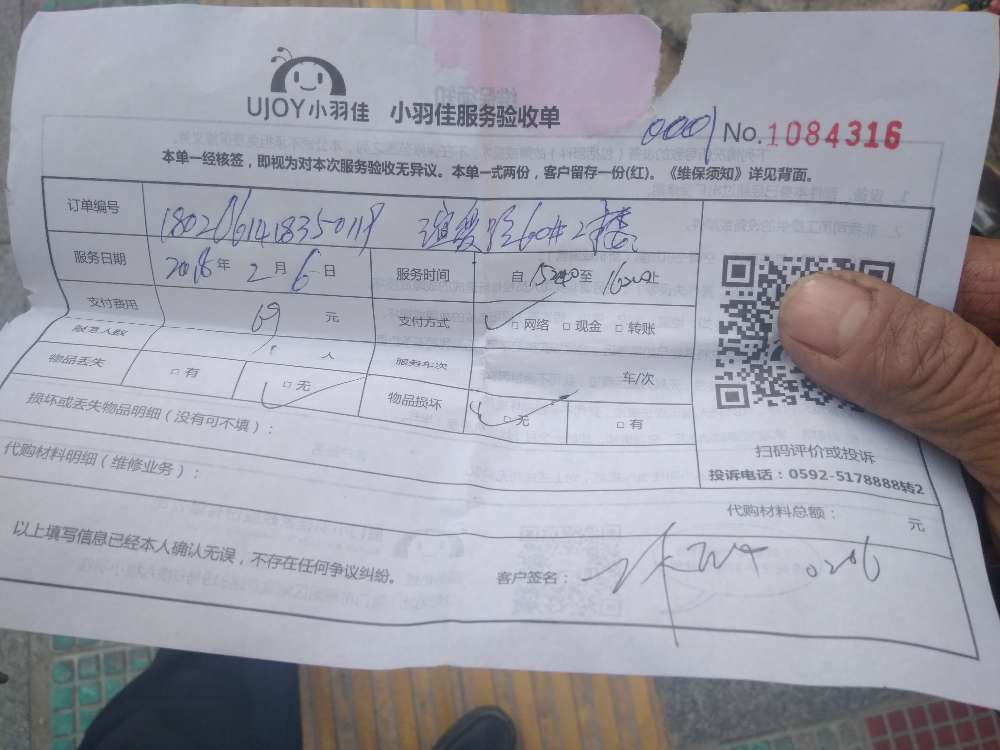 UJOY小羽佳 小羽佳服务验收单
0001 No.1084316
本单一经核签，即视为对本次服务验收无异议。本单一式两份，客户留存一份(红)。《维保须知》详见背面。
订单编号 60#2楼
服务日期 2018年2月6日 服务时间 自 至 止
支付费用 69 元 支付方式 □网络 □现金 □转账
服务人数 人 服务车次 车/次
物品丢失 □有 □无 物品损坏 □无 □有
损坏或丢失物品明细（没有可不填）：
扫码评价或投诉
投诉电话：0592-5178888转2
代购材料明细（维修业务）：
代购材料总额： 元
以上填写信息已经本人确认无误，不存在任何争议纠纷。
客户签名： 0206